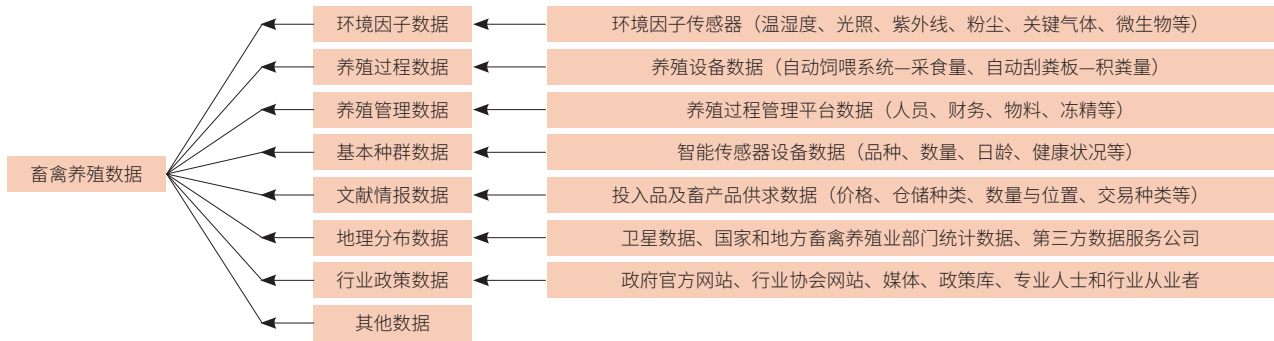 畜禽养殖数据
环境因子数据
环境因子传感器（温湿度、光照、紫外线、粉尘、关键气体、微生物等）
养殖过程数据
养殖设备数据（自动饲喂系统—采食量、自动刮粪板—积粪量）
养殖管理数据
养殖过程管理平台数据（人员、财务、物料、冻精等）
基本种群数据
智能传感器设备数据（品种、数量、日龄、健康状况等）
文献情报数据
投入品及畜产品供求数据（价格、仓储种类、数量与位置、交易种类等）
地理分布数据
卫星数据、国家和地方畜禽养殖业部门统计数据、第三方数据服务公司
行业政策数据
政府官方网站、行业协会网站、媒体、政策库、专业人士和行业从业者
其他数据